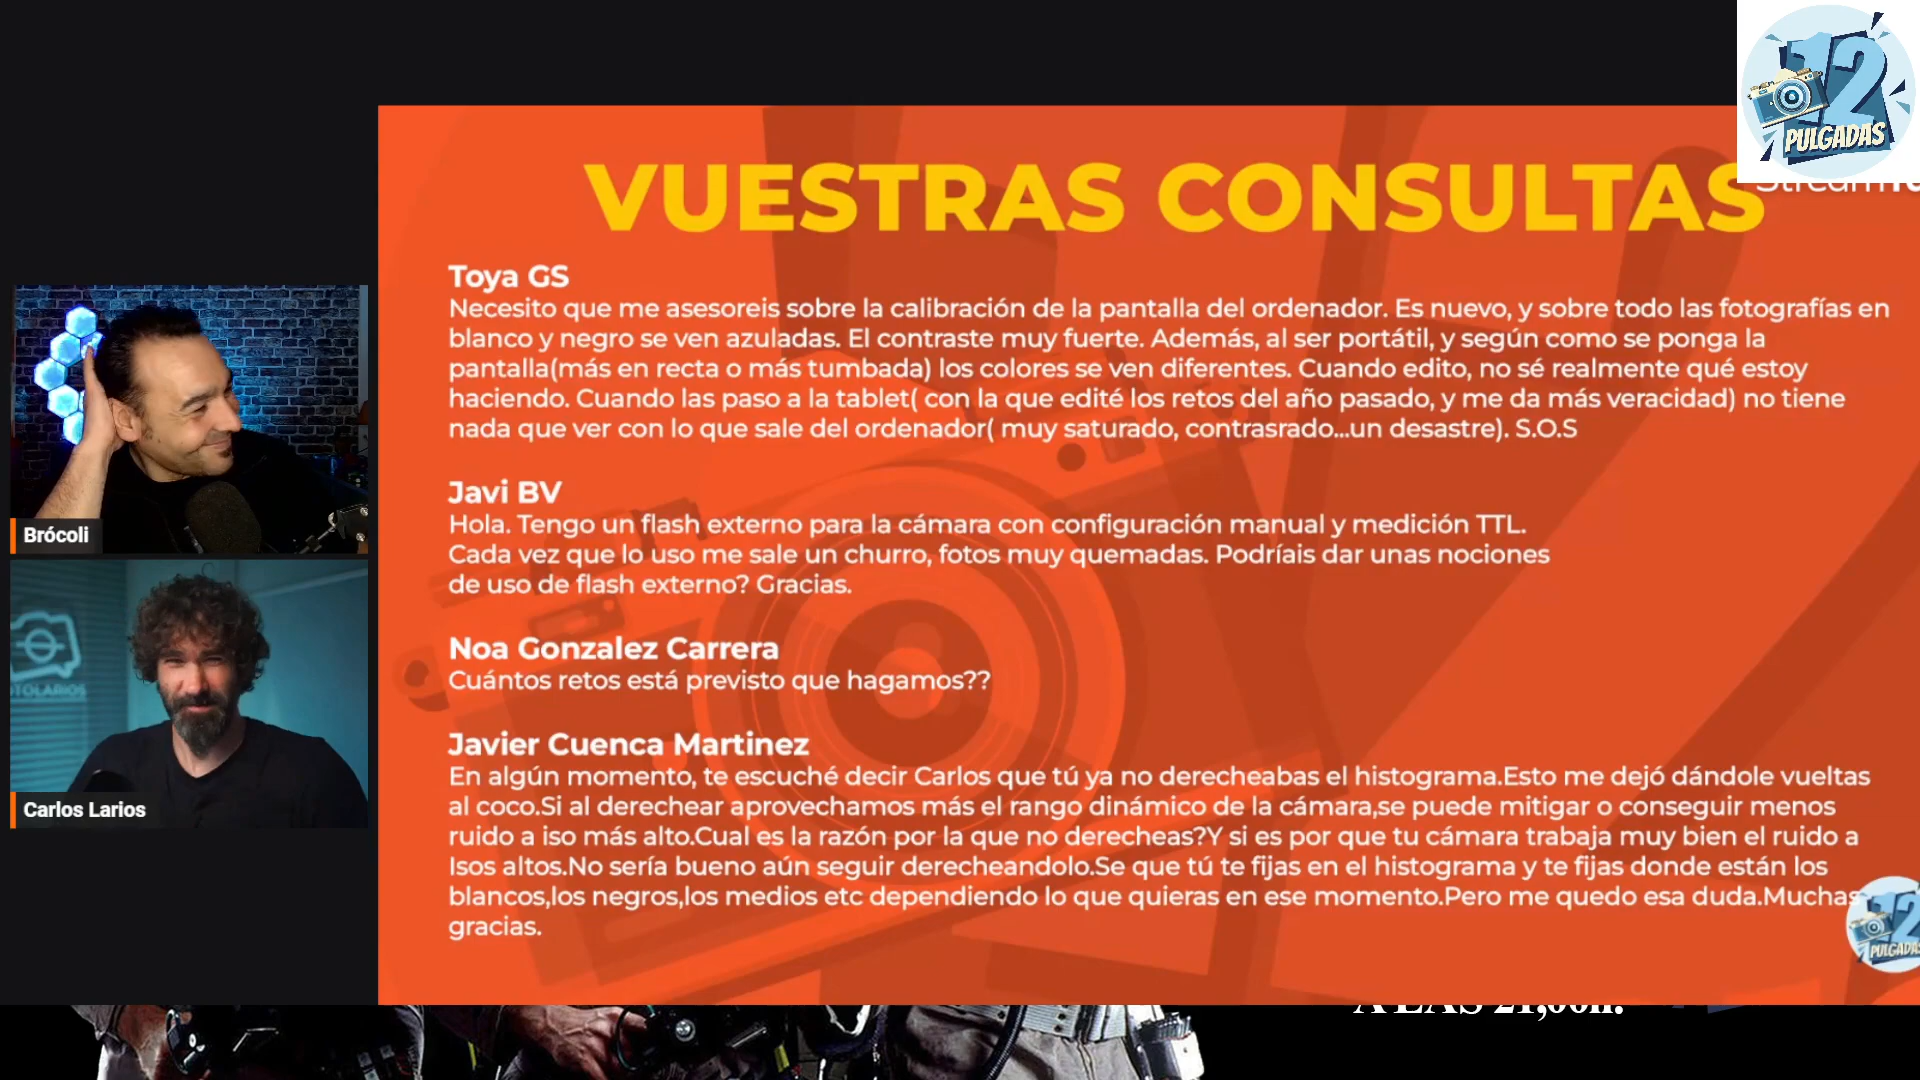 12
PULGADAS
VUESTRAS CONSULTAS
Toya GS
Necesito que me asesoreis sobre la calibración de la pantalla del ordenador. Es nuevo, y sobre todo las fotografías en
blanco y negro se ven azuladas. El contraste muy fuerte. Además, al ser portátil, y según como se ponga la
pantalla(más en recta o más tumbada) los colores se ven diferentes. Cuando edito, no sé realmente qué estoy
haciendo. Cuando las paso a la tablet( con la que edité los retos del año pasado, y me da más veracidad) no tiene
nada que ver con lo que sale del ordenador( muy saturado, contrasrado...un desastre). S.O.S
Javi BV
Hola. Tengo un flash externo para la cámara con configuración manual y medición TTL.
Cada vez que lo uso me sale un churro, fotos muy quemadas. Podríais dar unas nociones
de uso de flash externo? Gracias.
Noa Gonzalez Carrera
Cuántos retos está previsto que hagamos??
Javier Cuenca Martinez
En algún momento, te escuché decir Carlos que tú ya no derecheabas el histograma.Esto me dejó dándole vueltas
al coco.Si al derechear aprovechamos más el rango dinámico de la cámara,se puede mitigar o conseguir menos
ruido a iso más alto.Cual es la razón por la que no derecheas?Y si es por que tu cámara trabaja muy bien el ruido a
Isos altos.No sería bueno aún seguir derecheandolo.Se que tú te fijas en el histograma y te fijas donde están los
blancos,los negros,los medios etc dependiendo lo que quieras en ese momento.Pero me quedo esa duda.Muchas
gracias.
Brócoli
Carlos Larios
12
PULGADAS
A LAS 21,00h.